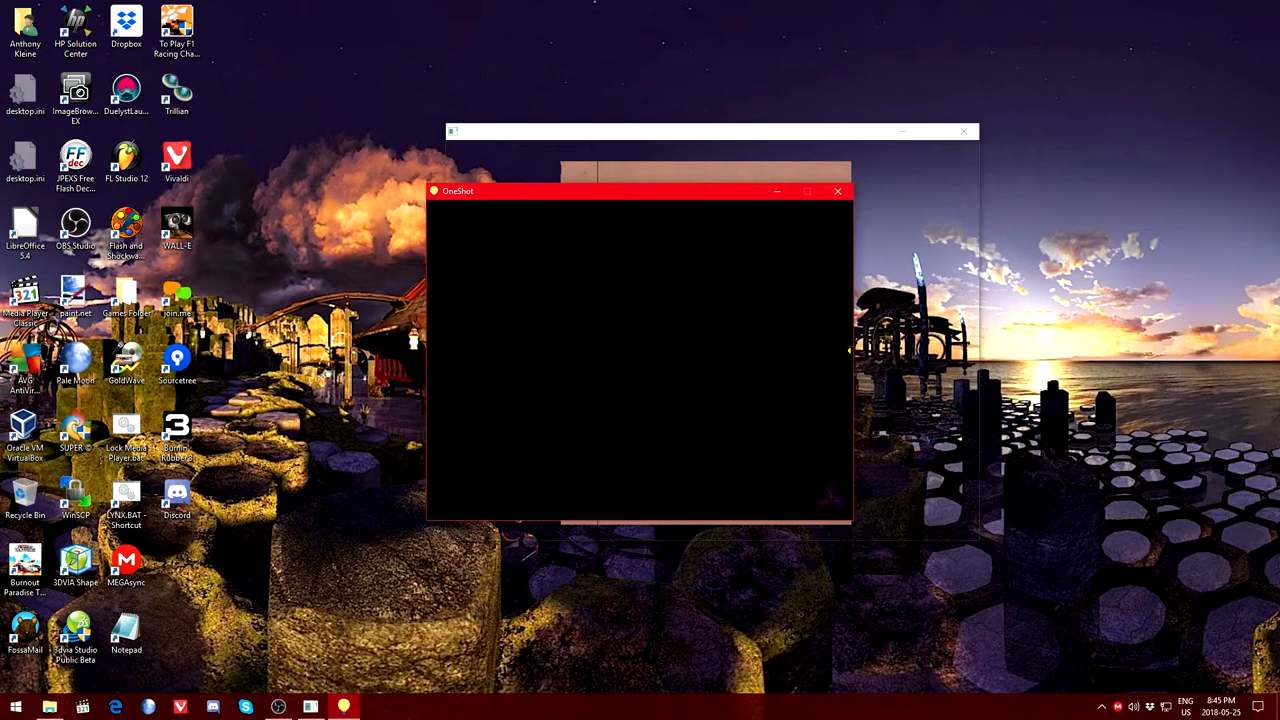 Anthony
Kleine
HP Solution
Center
Dropbox
To Play F1
Racing Cha...
desktop.ini
ImageBrow...
EX
DuelystLau...
Trillian
desktop.ini
FF
dec
JPEXS Free
Flash Dec...
FL Studio 12
Vivaldi
LibreOffice
5.4
OBS Studio
Flash and
Shockwa...
WALL-E
321
Media Player
Classic
paint.net
Games Folder
join.me
AVG
AntiVir...
Pale Moon
GoldWave
Sourcetree
Oracle VM
VirtualBox
SUPER ©
Lock Media
Player.bat
3
Burnin'
Rubber 3
Recycle Bin
WinSCP
LYNX.BAT -
Shortcut
Discord
Burnout
Paradise T...
3DVIA Shape
MEGAsync
FossaMail
3dvia Studio
Public Beta
Notepad
OneShot
ENG
US
8:45 PM
2018-05-25